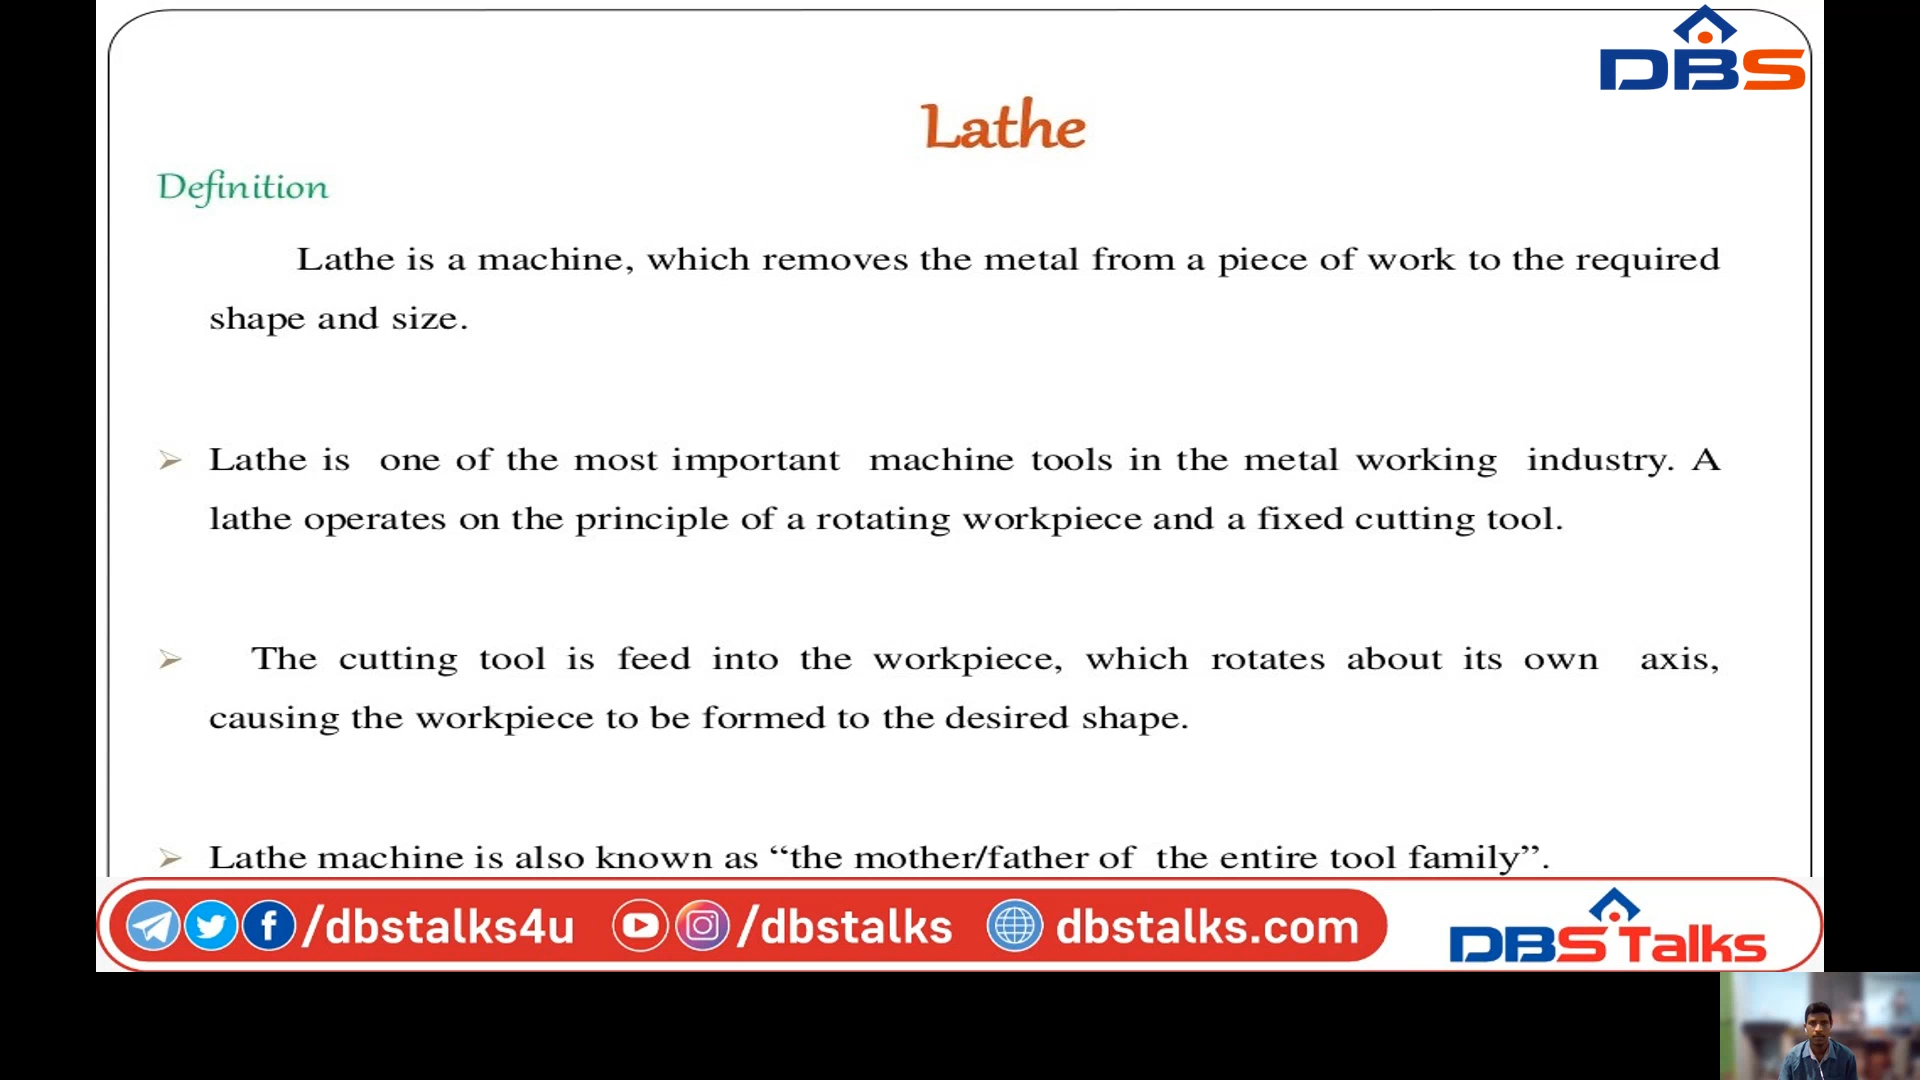 DBS
Lathe
Definition
Lathe is a machine, which removes the metal from a piece of work to the required
shape and size.
➢ Lathe is one of the most important machine tools in the metal working industry. A
lathe operates on the principle of a rotating workpiece and a fixed cutting tool.
➢ The cutting tool is feed into the workpiece, which rotates about its own axis,
causing the workpiece to be formed to the desired shape.
➢ Lathe machine is also known as “the mother/father of the entire tool family”.
/dbstalks4u /dbstalks dbstalks.com DBS Talks